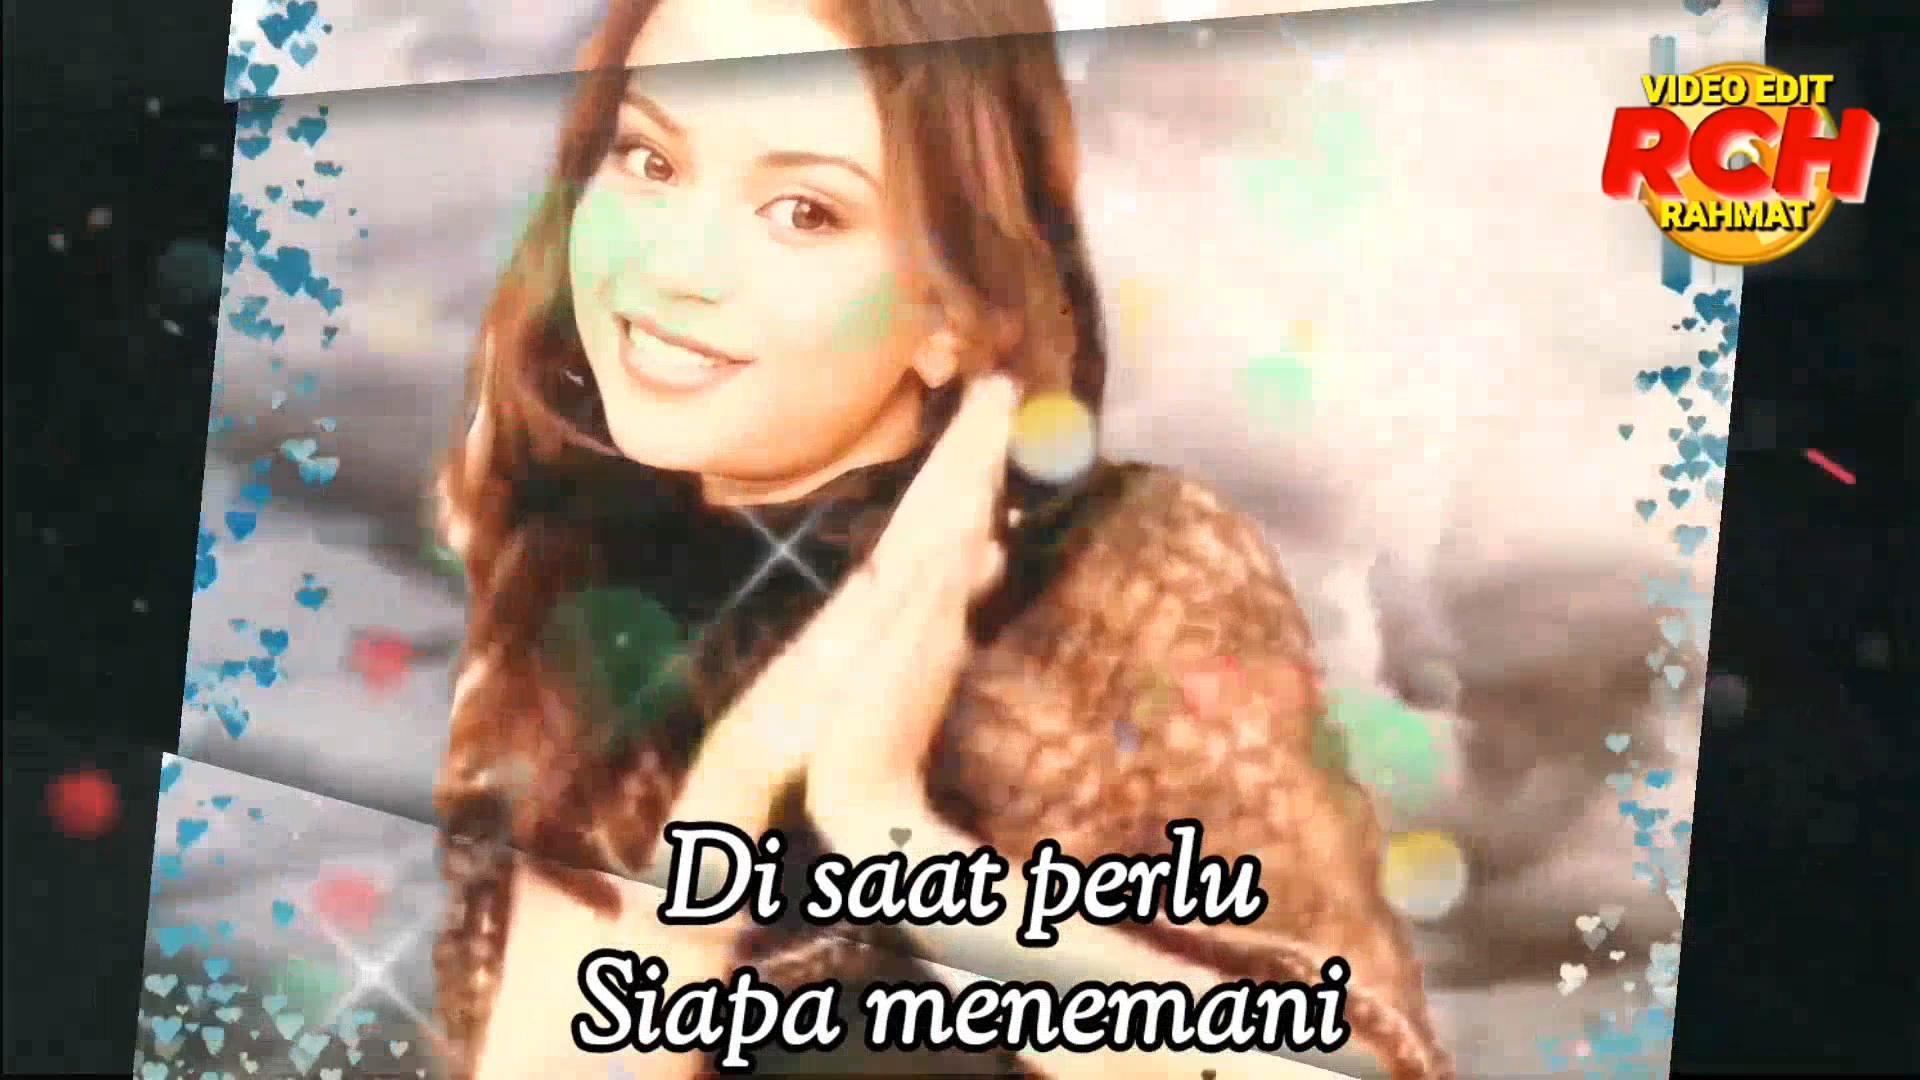 VIDEO EDIT
RCH
RAHMAT
Di saat perlu
Siapa menemani